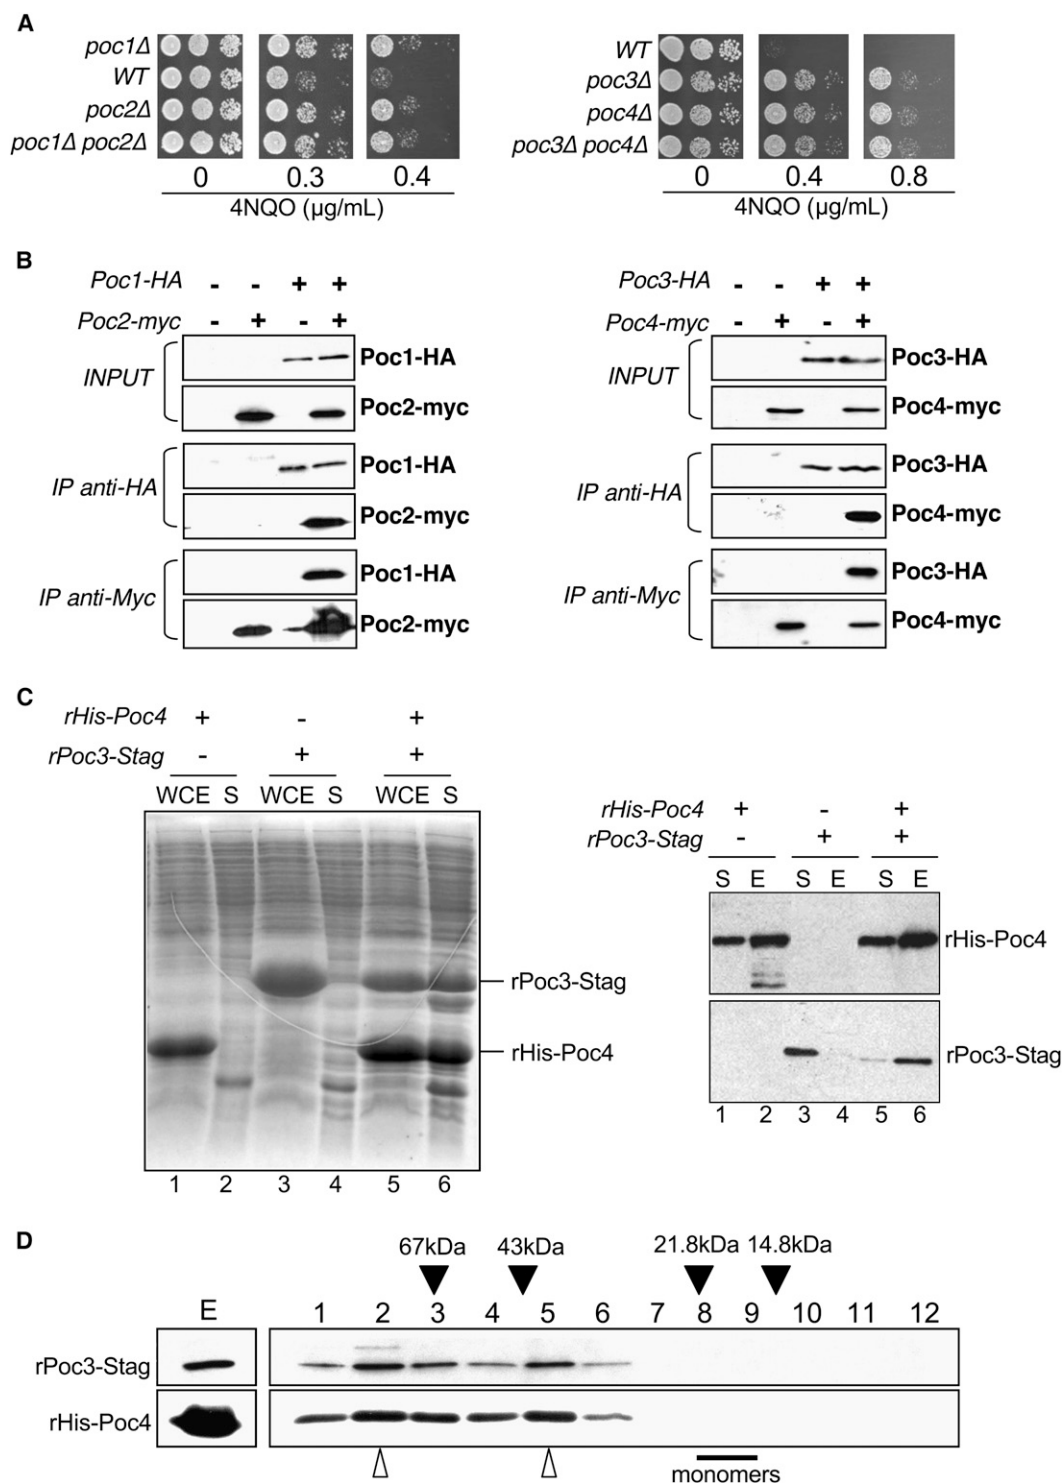 A
poc1Δ
WT
poc2Δ
poc1Δ poc2Δ
0 0.3 0.4
4NQO (µg/mL)
WT
poc3Δ
poc4Δ
poc3Δ poc4Δ
0 0.4 0.8
4NQO (µg/mL)
B
Poc1-HA - - + +
Poc2-myc - + - +
INPUT
Poc1-HA
Poc2-myc
IP anti-HA
Poc1-HA
Poc2-myc
IP anti-Myc
Poc1-HA
Poc2-myc
Poc3-HA - - + +
Poc4-myc - + - +
INPUT
Poc3-HA
Poc4-myc
IP anti-HA
Poc3-HA
Poc4-myc
IP anti-Myc
Poc3-HA
Poc4-myc
C
rHis-Poc4 + - +
rPoc3-Stag - + +
WCE S WCE S WCE S
rPoc3-Stag
rHis-Poc4
1 2 3 4 5 6
rHis-Poc4 + - +
rPoc3-Stag - + +
S E S E S E
rHis-Poc4
rPoc3-Stag
1 2 3 4 5 6
D
67kDa 43kDa 21.8kDa 14.8kDa
E 1 2 3 4 5 6 7 8 9 10 11 12
rPoc3-Stag
rHis-Poc4
monomers